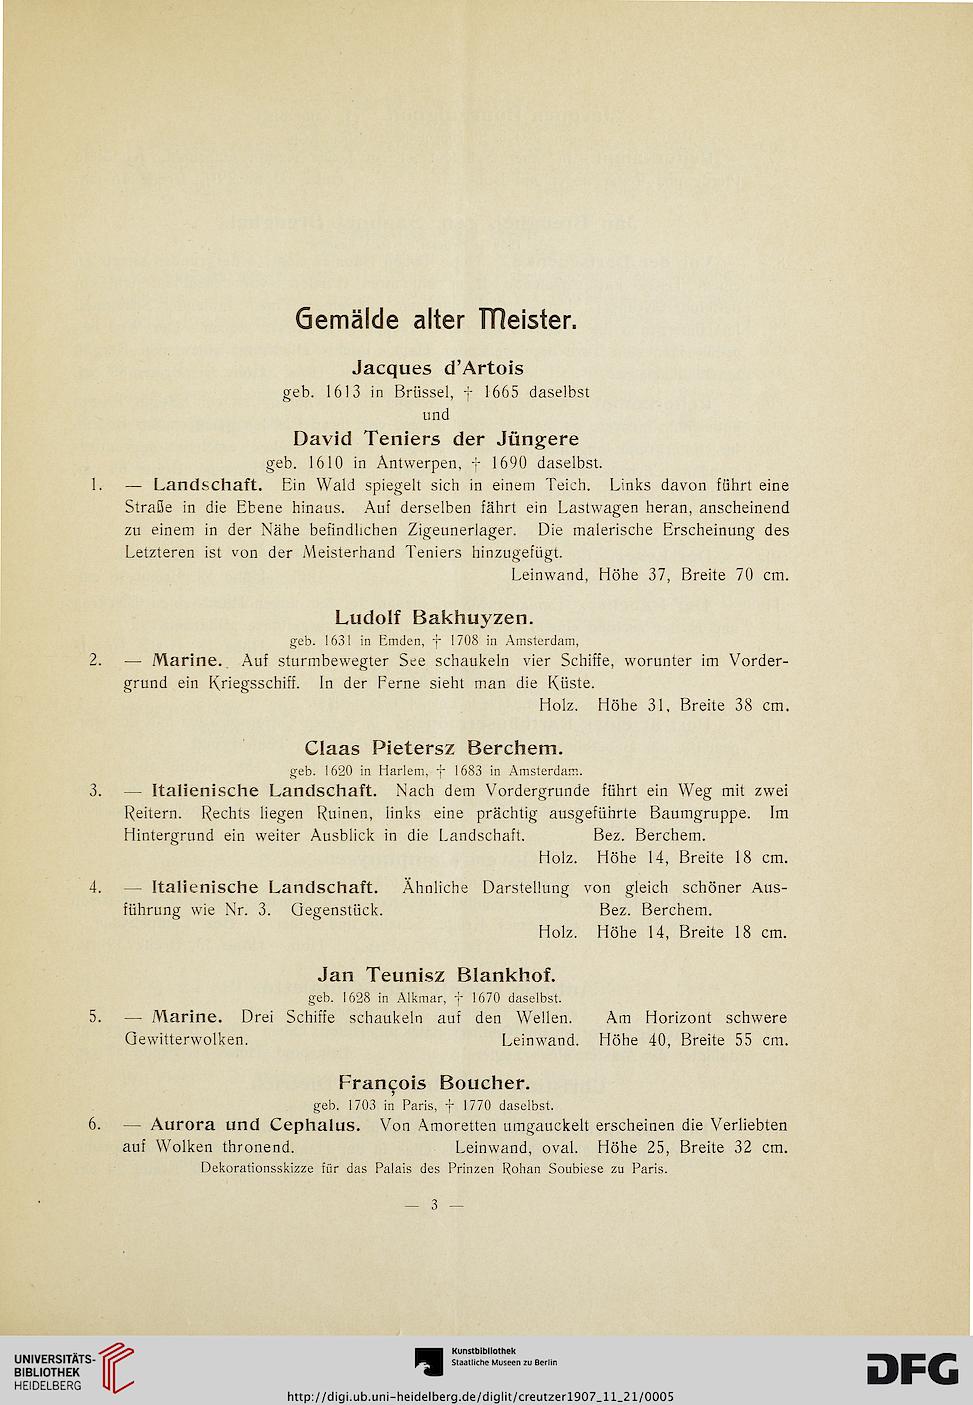 Gemälde alter Meister.
Jacques d'Artois
geb. 1613 in Brüssel, † 1665 daselbst
und
David Teniers der Jüngere
geb. 1610 in Antwerpen, † 1690 daselbst.
1. — Landschaft. Ein Wald spiegelt sich in einem Teich. Links davon führt eine
Straße in die Ebene hinaus. Auf derselben fährt ein Lastwagen heran, anscheinend
zu einem in der Nähe befindlichen Zigeunerlager. Die malerische Erscheinung des
Letzteren ist von der Meisterhand Teniers hinzugefügt.
Leinwand, Höhe 37, Breite 70 cm.
Ludolf Bakhuyzen.
geb. 1631 in Emden, † 1708 in Amsterdam,
2. — Marine. Auf sturmbewegter See schaukeln vier Schiffe, worunter im Vorder-
grund ein Kriegsschiff. In der Ferne sieht man die Küste.
Holz. Höhe 31, Breite 38 cm.
Claas Pietersz Berchem.
geb. 1620 in Harlem, † 1683 in Amsterdam.
3. — Italienische Landschaft. Nach dem Vordergrunde führt ein Weg mit zwei
Reitern. Rechts liegen Ruinen, links eine prächtig ausgeführte Baumgruppe. Im
Hintergrund ein weiter Ausblick in die Landschaft. Bez. Berchem.
Holz. Höhe 14, Breite 18 cm.
4. — Italienische Landschaft. Ähnliche Darstellung von gleich schöner Aus-
führung wie Nr. 3. Gegenstück. Bez. Berchem.
Holz. Höhe 14, Breite 18 cm.
Jan Teunisz Blankhof.
geb. 1628 in Alkmar, † 1670 daselbst.
5. — Marine. Drei Schiffe schaukeln auf den Wellen. Am Horizont schwere
Gewitterwolken. Leinwand. Höhe 40, Breite 55 cm.
François Boucher.
geb. 1703 in Paris, † 1770 daselbst.
6. — Aurora und Cephalus. Von Amoretten umgauckelt erscheinen die Verliebten
auf Wolken thronend. Leinwand, oval. Höhe 25, Breite 32 cm.
Dekorationsskizze für das Palais des Prinzen Rohan Soubiese zu Paris.
— 3 —
UNIVERSITÄTS-
BIBLIOTHEK
HEIDELBERG
Kunstbibliothek
Staatliche Museen zu Berlin
DFG
http://digi.ub.uni-heidelberg.de/diglit/creutzer1907_11_21/0005